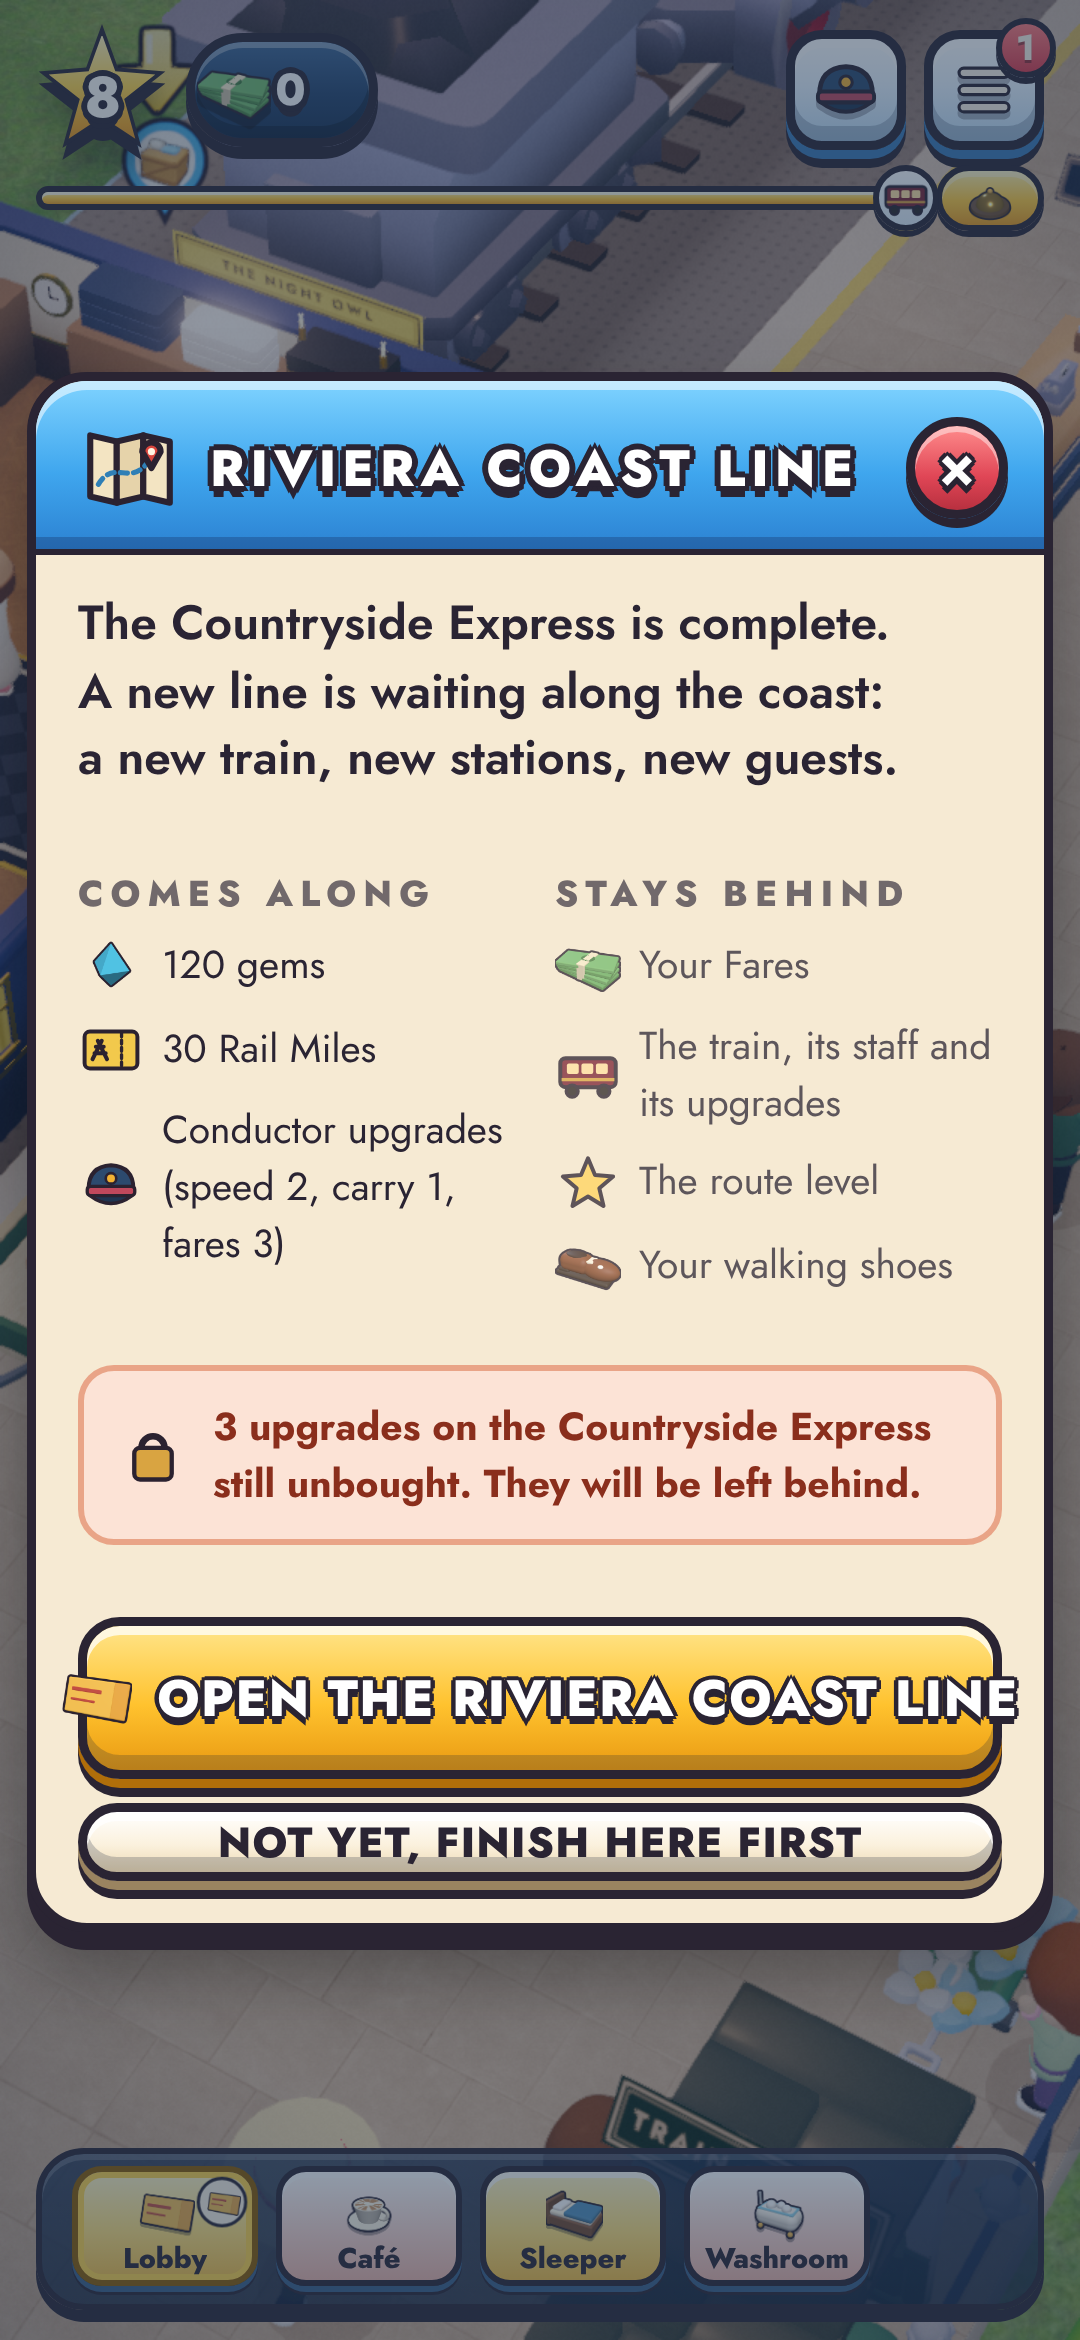 8
0
1
THE NIGHT OWL
RIVIERA COAST LINE
The Countryside Express is complete.
A new line is waiting along the coast:
a new train, new stations, new guests.
COMES ALONG
120 gems
30 Rail Miles
Conductor upgrades
(speed 2, carry 1,
fares 3)
STAYS BEHIND
Your Fares
The train, its staff and
its upgrades
The route level
Your walking shoes
3 upgrades on the Countryside Express
still unbought. They will be left behind.
OPEN THE RIVIERA COAST LINE
NOT YET, FINISH HERE FIRST
TRAIN
Lobby
Café
Sleeper
Washroom